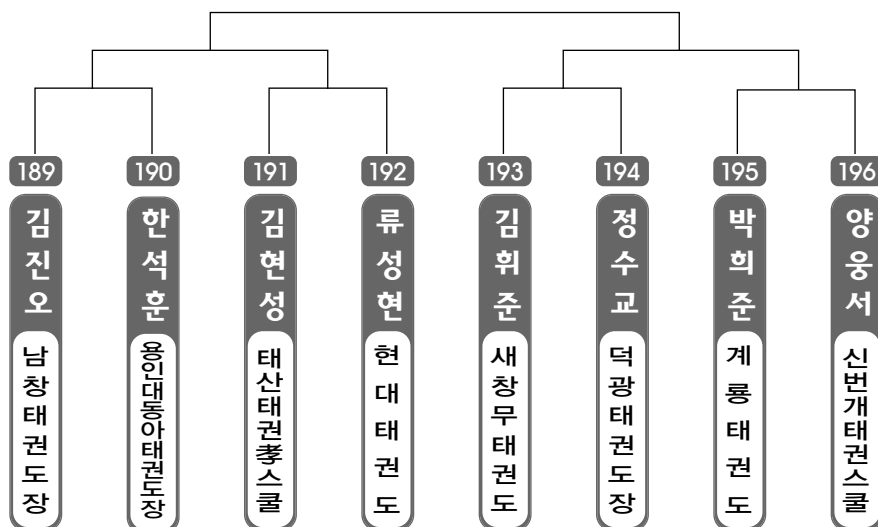 189
김진오
남창태권도장
190
한석훈
용인대동아태권도장
191
김현성
태산태권孝스쿨
192
류성현
현대태권도
193
김휘준
새창무태권도
194
정수교
덕광태권도장
195
박희준
계룡태권도
196
양웅서
신번개태권스쿨